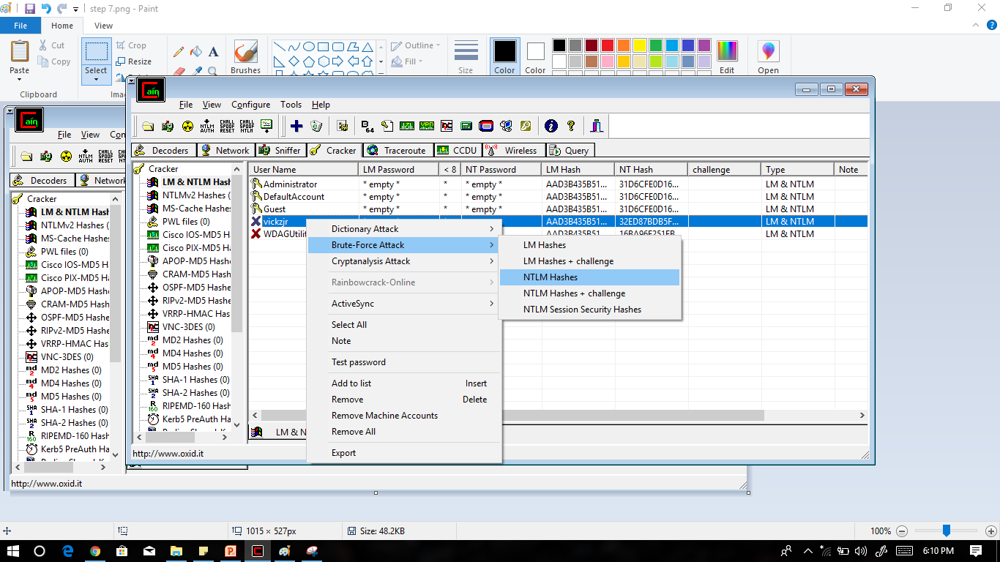 step 7.png - Paint
File Home View
Paste
Cut
Copy
Clipboard
Select
Crop
Resize
Brushes
Outline
Fill
Size
Color
Color
Edit
Open
Cain
File View Configure Tools Help
B 64
NTLM AUTH
CHALL SPOOF RESET
CHALL SPOOF NTLM
Decoders Network Sniffer Cracker Traceroute CCDU Wireless Query
Cracker
LM & NTLM Hash
NTLMv2 Hashes (
MS-Cache Hashes
PWL files (0)
Cisco IOS-MD5 H
Cisco PIX-MD5 H
APOP-MD5 Hashe
CRAM-MD5 Hash
OSPF-MD5 Hashe
RIPv2-MD5 Hashe
VRRP-HMAC Hash
VNC-3DES (0)
MD2 Hashes (0)
MD4 Hashes (0)
MD5 Hashes (0)
SHA-1 Hashes (0)
SHA-2 Hashes (0)
RIPEMD-160 Hash
Kerb5 PreAuth Ha
User Name LM Password < 8 NT Password LM Hash NT Hash challenge Type Note
Administrator * empty * * * empty * AAD3B435B51... 31D6CFE0D16... LM & NTLM
DefaultAccount * empty * * * empty * AAD3B435B51... 31D6CFE0D16... LM & NTLM
Guest * empty * * * empty * AAD3B435B51... 31D6CFE0D16... LM & NTLM
vickzjr AAD3B435B51... 32ED87BDB5F... LM & NTLM
WDAGUtilit AAD3B435B51 16BA96F251FB LM & NTLM
Dictionary Attack
Brute-Force Attack
Cryptanalysis Attack
Rainbowcrack-Online
ActiveSync
Select All
Note
Test password
Add to list Insert
Remove Delete
Remove Machine Accounts
Remove All
Export
LM Hashes
LM Hashes + challenge
NTLM Hashes
NTLM Hashes + challenge
NTLM Session Security Hashes
LM & N
http://www.oxid.it
Cain
File View Con
NTLM AUTH
CHALL SPOOF RESET
Decoders Network
Cracker
LM & NTLM Hash
NTLMv2 Hashes (
MS-Cache Hashes
PWL files (0)
Cisco IOS-MD5 H
Cisco PIX-MD5 H
APOP-MD5 Hashe
CRAM-MD5 Hash
OSPF-MD5 Hashe
RIPv2-MD5 Hashe
VRRP-HMAC Hash
VNC-3DES (0)
MD2 Hashes (0)
MD4 Hashes (0)
MD5 Hashes (0)
SHA-1 Hashes (0)
SHA-2 Hashes (0)
RIPEMD-160 Hash
Kerb5 PreAuth Ha
http://www.oxid.it
1015 × 527px
Size: 48.2KB
100%
6:10 PM